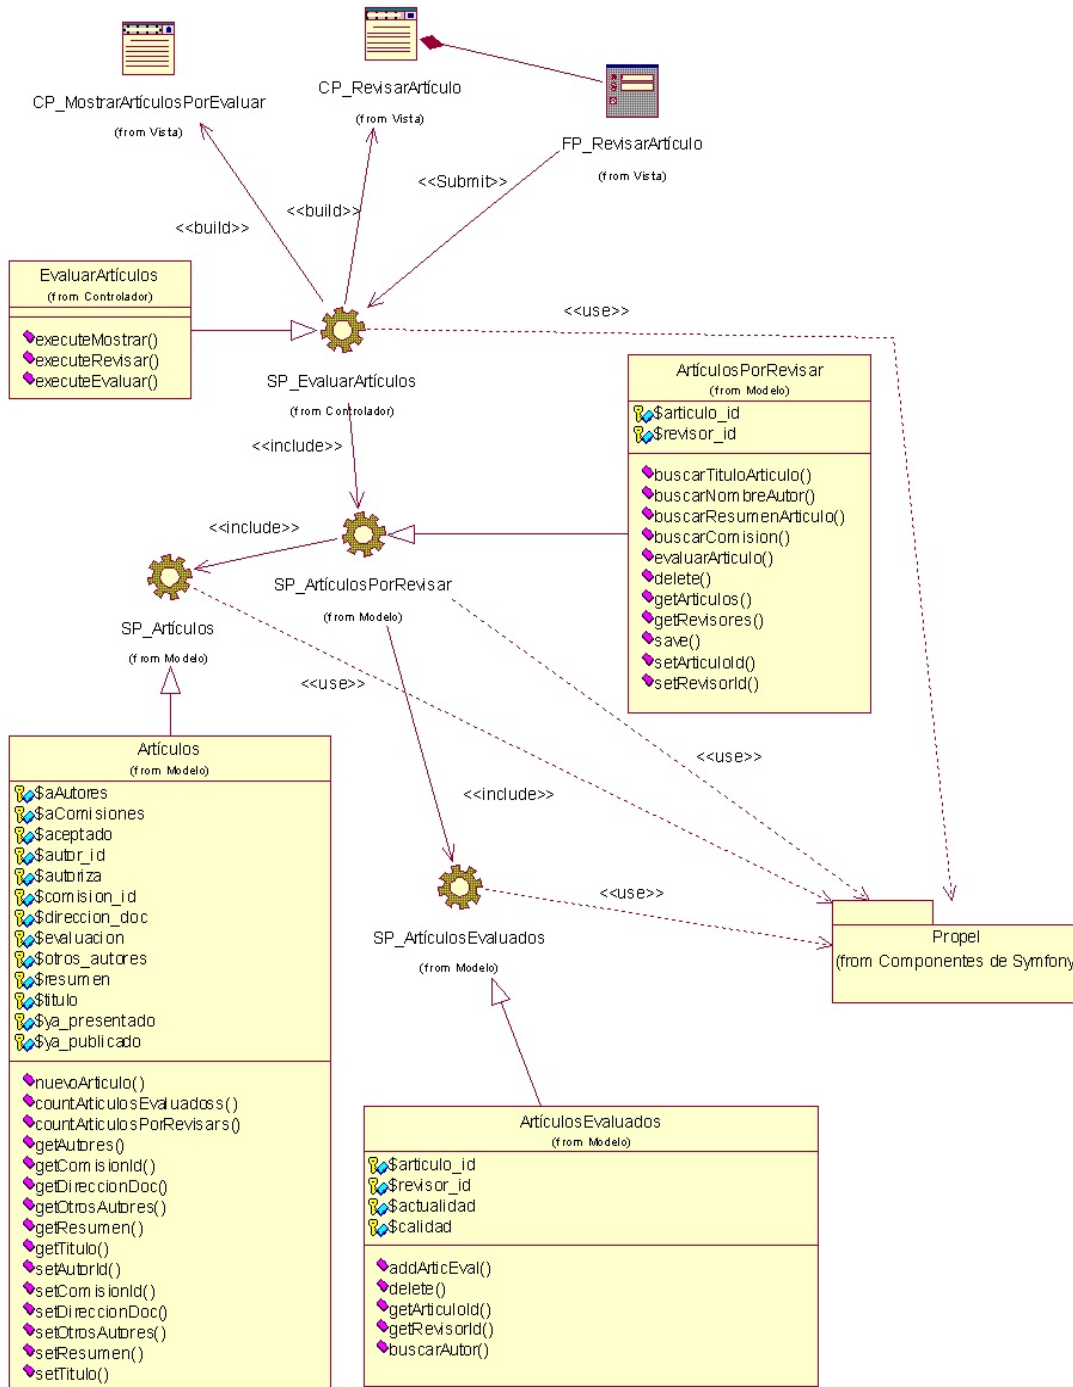 CP_MostrarArtículosPorEvaluar
(from Vista)
CP_RevisarArtículo
(from Vista)
FP_RevisarArtículo
(from Vista)
<<Submit>>
<<build>>
<<build>>
EvaluarArtículos
(from Controlador)
executeMostrar()
executeRevisar()
executeEvaluar()
<<use>>
SP_EvaluarArtículos
(from Controlador)
<<include>>
ArtículosPorRevisar
(from Modelo)
$articulo_id
$revisor_id
buscarTituloArticulo()
buscarNombreAutor()
buscarResumenArticulo()
buscarComision()
evaluarArticulo()
delete()
getArticulos()
getRevisores()
save()
setArticuloId()
setRevisorId()
<<include>>
SP_ArtículosPorRevisar
(from Modelo)
SP_Artículos
(from Modelo)
<<use>>
<<use>>
<<include>>
Artículos
(from Modelo)
$aAutores
$aComisiones
$aceptado
$autor_id
$autoriza
$comision_id
$direccion_doc
$evaluacion
$otros_autores
$resumen
$titulo
$ya_presentado
$ya_publicado
nuevoArticulo()
countArticulosEvaluadoss()
countArticulosPorRevisars()
getAutores()
getComisionId()
getDireccionDoc()
getOtrosAutores()
getResumen()
getTitulo()
setAutorId()
setComisionId()
setDireccionDoc()
setOtrosAutores()
setResumen()
setTitulo()
<<use>>
SP_ArtículosEvaluados
(from Modelo)
Propel
(from Componentes de Symfony
ArtículosEvaluados
(from Modelo)
$articulo_id
$revisor_id
$actualidad
$calidad
addArticEval()
delete()
getArticuloId()
getRevisorId()
buscarAutor()